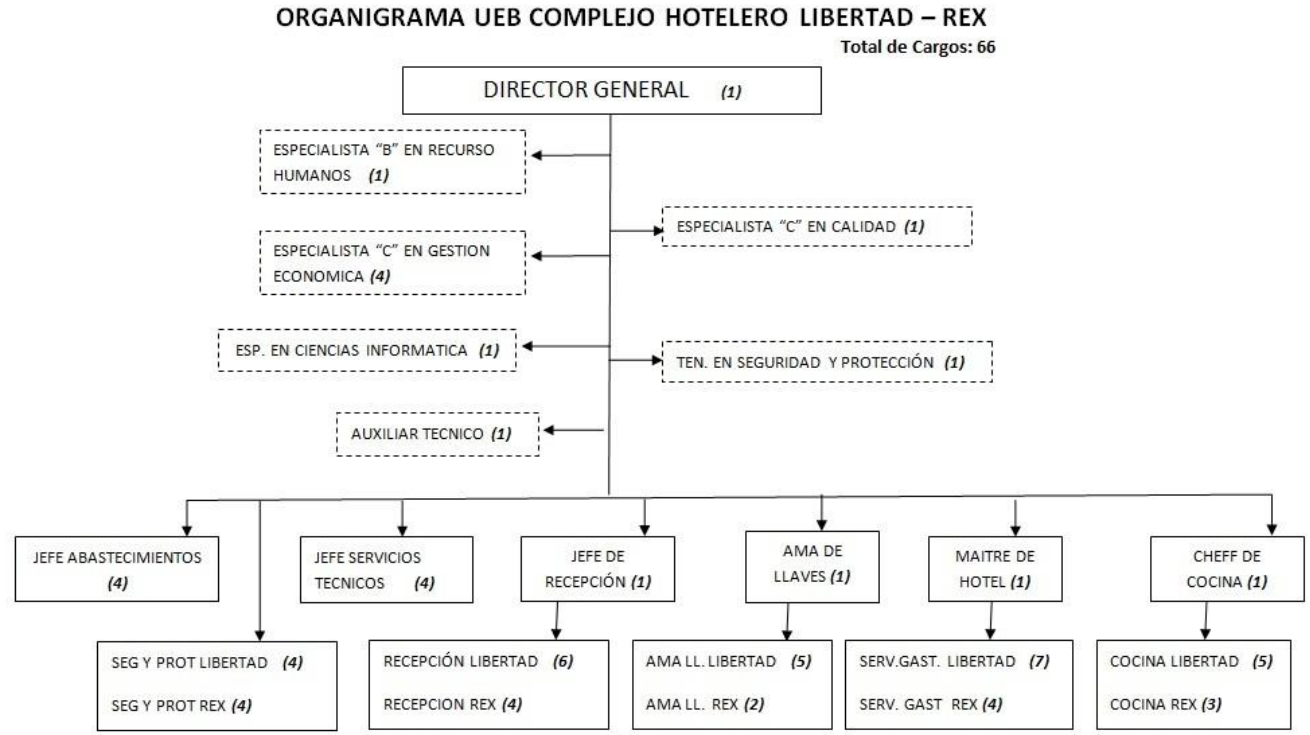 ORGANIGRAMA UEB COMPLEJO HOTELERO LIBERTAD – REX
Total de Cargos: 66
DIRECTOR GENERAL (1)
ESPECIALISTA “B” EN RECURSO
HUMANOS (1)
ESPECIALISTA “C” EN CALIDAD (1)
ESPECIALISTA “C” EN GESTION
ECONOMICA (4)
ESP. EN CIENCIAS INFORMATICA (1)
TEN. EN SEGURIDAD Y PROTECCIÓN (1)
AUXILIAR TECNICO (1)
JEFE ABASTECIMIENTOS
(4)
JEFE SERVICIOS
TECNICOS (4)
JEFE DE
RECEPCIÓN (1)
AMA DE
LLAVES (1)
MAITRE DE
HOTEL (1)
CHEFF DE
COCINA (1)
SEG Y PROT LIBERTAD (4)
SEG Y PROT REX (4)
RECEPCIÓN LIBERTAD (6)
RECEPCION REX (4)
AMA LL. LIBERTAD (5)
AMA LL. REX (2)
SERV.GAST. LIBERTAD (7)
SERV. GAST REX (4)
COCINA LIBERTAD (5)
COCINA REX (3)